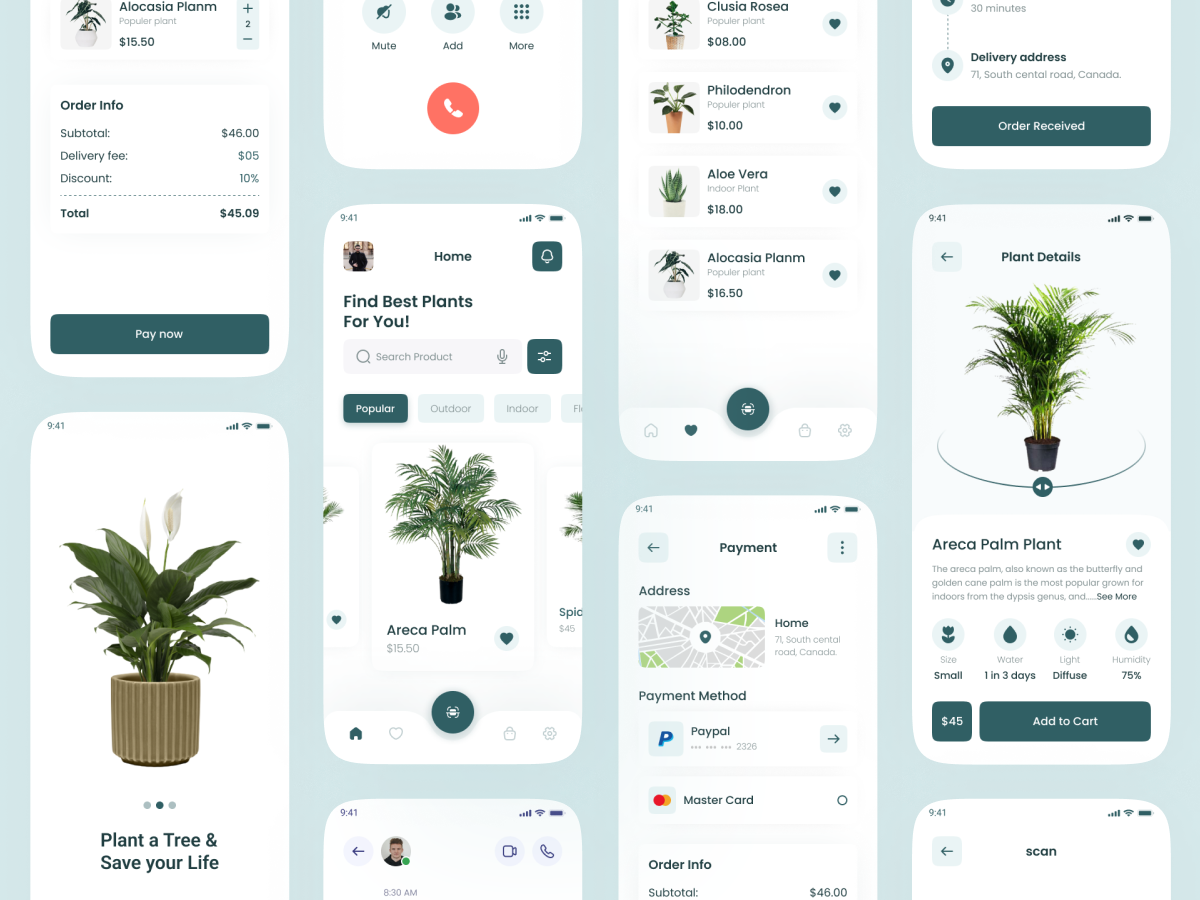 Alocasia Planm
Populer plant
$15.50
+
2
−
Order Info
Subtotal: $46.00
Delivery fee: $05
Discount: 10%
Total $45.09
Pay now
9:41
Plant a Tree &
Save your Life
Mute Add More
9:41
Home
Find Best Plants
For You!
Search Product
Popular Outdoor Indoor Fl
Areca Palm
$15.50
Spid
$45
9:41
8:30 AM
Clusia Rosea
Populer plant
$08.00
Philodendron
Populer plant
$10.00
Aloe Vera
Indoor Plant
$18.00
Alocasia Planm
Populer plant
$16.50
9:41
Payment
Address
Home
71, South cental
road, Canada.
Payment Method
Paypal
•••  •••  •••  2326
Master Card
Order Info
Subtotal: $46.00
30 minutes
Delivery address
71, South cental road, Canada.
Order Received
9:41
Plant Details
Areca Palm Plant
The areca palm, also known as the butterfly and
golden cane palm is the most popular grown for
indoors from the dypsis genus, and.....See More
Size Water Light Humidity
Small 1 in 3 days Diffuse 75%
$45 Add to Cart
9:41
scan